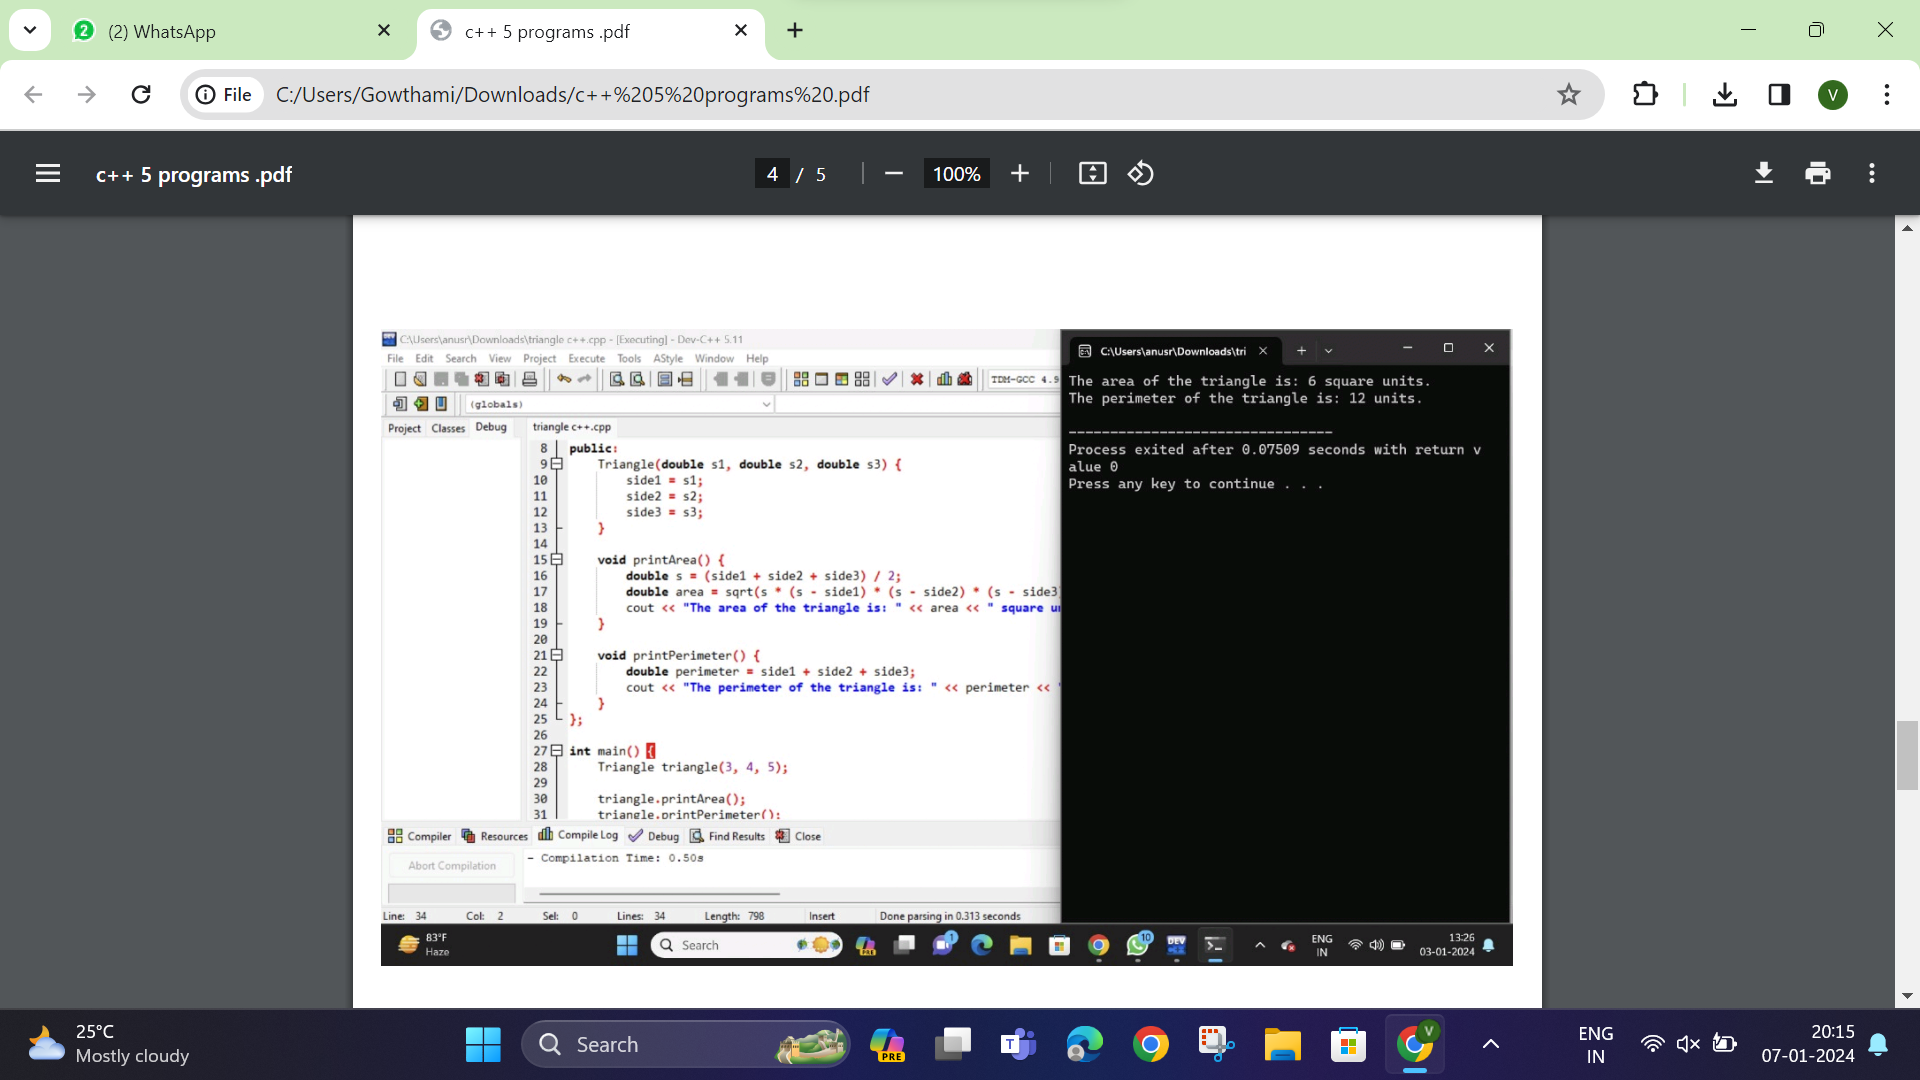 (2) WhatsApp
c++ 5 programs .pdf
File
C:/Users/Gowthami/Downloads/c++%205%20programs%20.pdf
V
c++ 5 programs .pdf
4 / 5
100%
C:\Users\anusr\Downloads\triangle c++.cpp - [Executing] - Dev-C++ 5.11
File Edit Search View Project Execute Tools AStyle Window Help
TDM-GCC 4.9
(globals)
Project Classes Debug
triangle c++.cpp
8 public:
9 Triangle(double s1, double s2, double s3) {
10 side1 = s1;
11 side2 = s2;
12 side3 = s3;
13 }
14
15 void printArea() {
16 double s = (side1 + side2 + side3) / 2;
17 double area = sqrt(s * (s - side1) * (s - side2) * (s - side3
18 cout << "The area of the triangle is: " << area << " square u
19 }
20
21 void printPerimeter() {
22 double perimeter = side1 + side2 + side3;
23 cout << "The perimeter of the triangle is: " << perimeter << "
24 }
25 };
26
27 int main() {
28 Triangle triangle(3, 4, 5);
29
30 triangle.printArea();
31 triangle.printPerimeter();
Compiler Resources Compile Log Debug Find Results Close
Abort Compilation
- Compilation Time: 0.50s
Line: 34 Col: 2 Sel: 0 Lines: 34 Length: 798 Insert Done parsing in 0.313 seconds
C:\Users\anusr\Downloads\tri
The area of the triangle is: 6 square units.
The perimeter of the triangle is: 12 units.
--------------------------------
Process exited after 0.07509 seconds with return v
alue 0
Press any key to continue . . .
83°F
Haze
Search
PRE
1
10
DEV
ENG
IN
13:26
03-01-2024
25°C
Mostly cloudy
Search
PRE
T
V
ENG
IN
20:15
07-01-2024